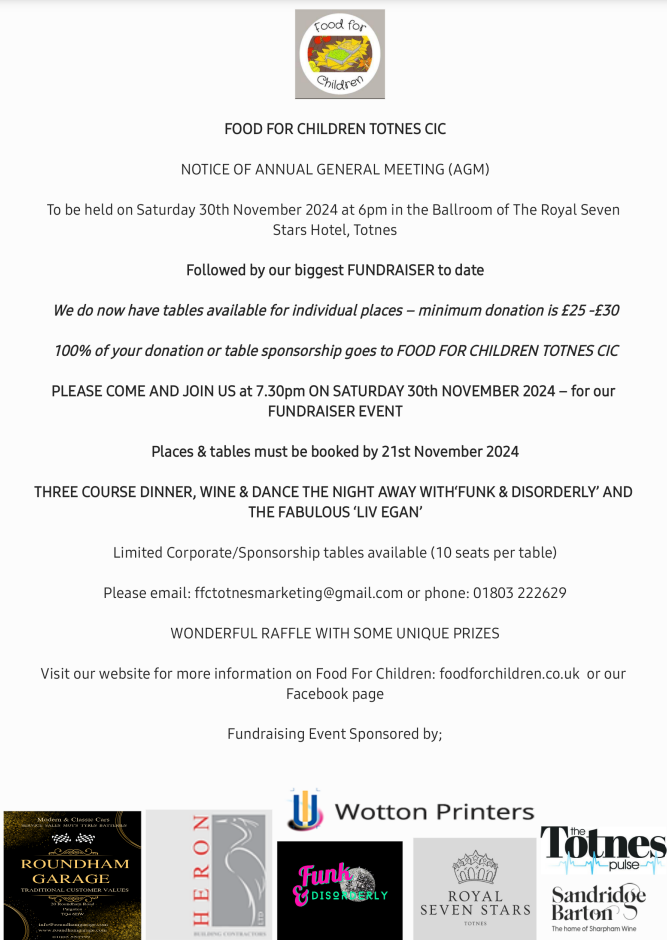 Food for
Children
FOOD FOR CHILDREN TOTNES CIC
NOTICE OF ANNUAL GENERAL MEETING (AGM)
To be held on Saturday 30th November 2024 at 6pm in the Ballroom of The Royal Seven
Stars Hotel, Totnes
Followed by our biggest FUNDRAISER to date
We do now have tables available for individual places – minimum donation is £25 -£30
100% of your donation or table sponsorship goes to FOOD FOR CHILDREN TOTNES CIC
PLEASE COME AND JOIN US at 7.30pm ON SATURDAY 30th NOVEMBER 2024 – for our
FUNDRAISER EVENT
Places & tables must be booked by 21st November 2024
THREE COURSE DINNER, WINE & DANCE THE NIGHT AWAY WITH‘FUNK & DISORDERLY’ AND
THE FABULOUS ‘LIV EGAN’
Limited Corporate/Sponsorship tables available (10 seats per table)
Please email: ffctotnesmarketing@gmail.com or phone: 01803 222629
WONDERFUL RAFFLE WITH SOME UNIQUE PRIZES
Visit our website for more information on Food For Children: foodforchildren.co.uk or our
Facebook page
Fundraising Event Sponsored by;
Wotton Printers
Modern & Classic Cars
ROUNDHAM
GARAGE
TRADITIONAL CUSTOMER VALUES
HERON
LTD
BUILDING CONTRACTORS
Funk
& DISORDERLY
ROYAL
SEVEN STARS
TOTNES
the
Totnes
pulse
Sandridge
Barton
The home of Sharpham Wine